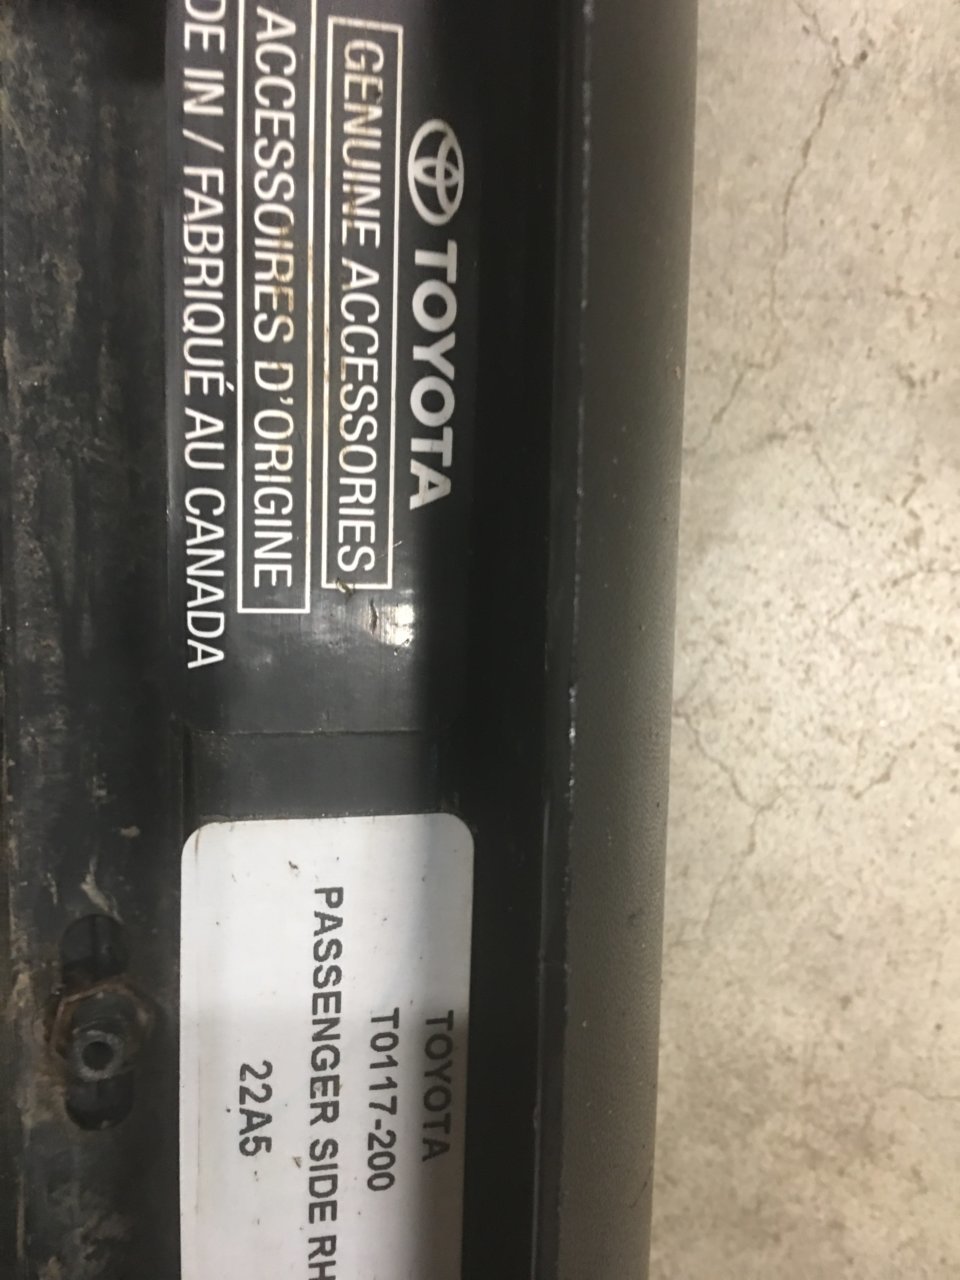 TOYOTA
GENUINE ACCESSORIES
ACCESSOIRES D'ORIGINE
DE IN / FABRIQUÉ AU CANADA
TOYOTA
T0117-200
PASSENGER SIDE RH
22A5